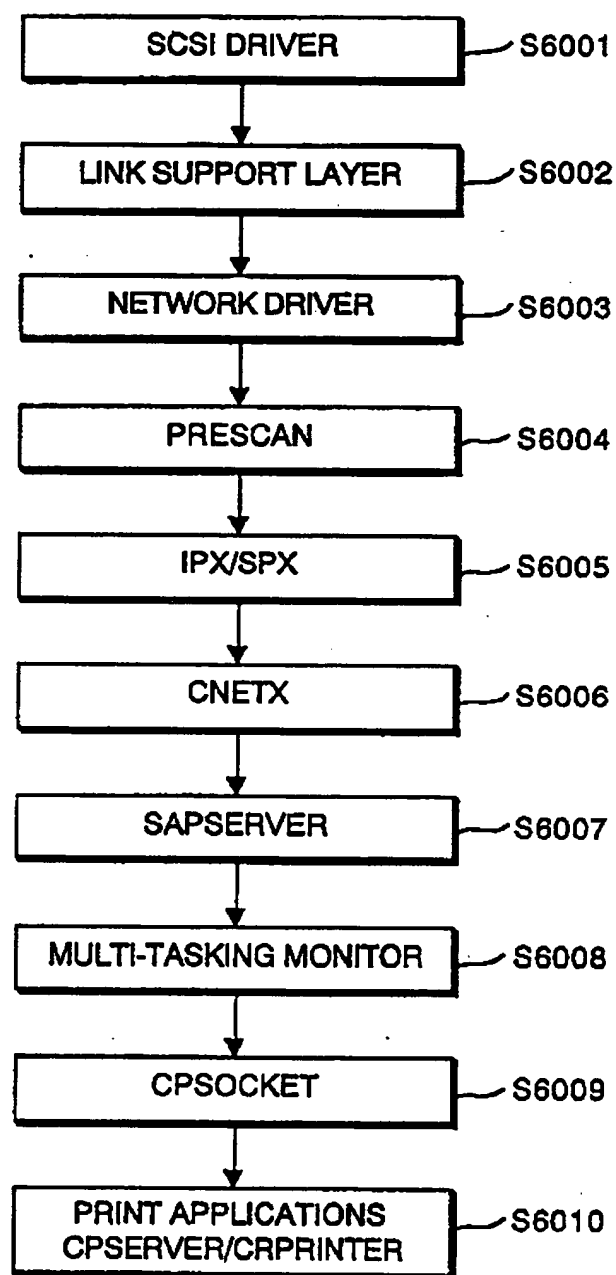 SCSI DRIVER S6001
LINK SUPPORT LAYER S6002
NETWORK DRIVER S6003
PRESCAN S6004
IPX/SPX S6005
CNETX S6006
SAPSERVER S6007
MULTI-TASKING MONITOR S6008
CPSOCKET S6009
PRINT APPLICATIONS S6010
CPSERVER/CRPRINTER